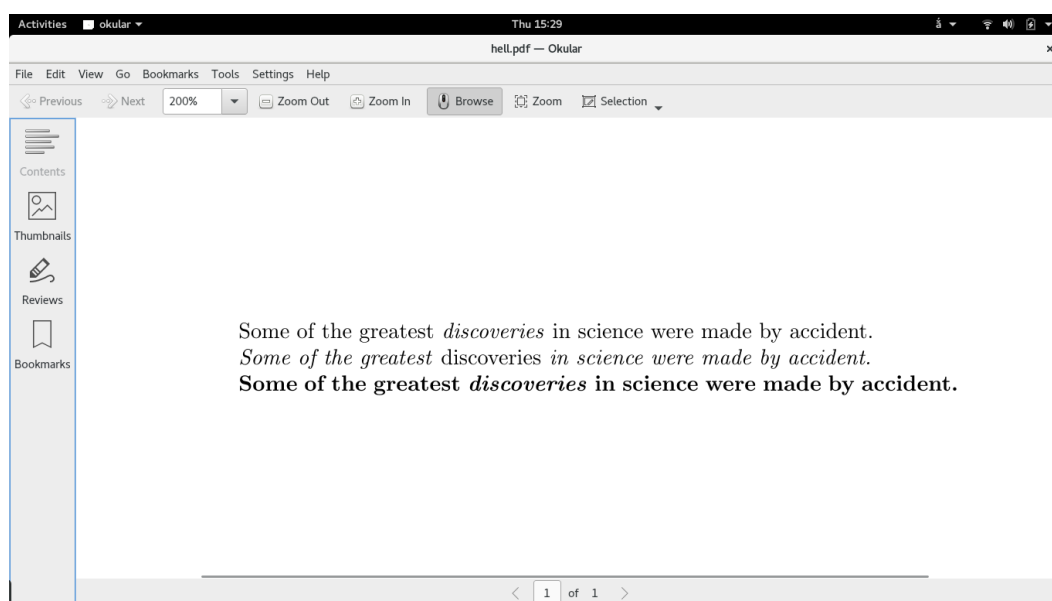 Activities okular Thu 15:29 å
hell.pdf — Okular
File Edit View Go Bookmarks Tools Settings Help
Previous Next 200% Zoom Out Zoom In Browse Zoom Selection
Contents
Thumbnails
Reviews
Bookmarks
Some of the greatest discoveries in science were made by accident.
Some of the greatest discoveries in science were made by accident.
Some of the greatest discoveries in science were made by accident.
1 of 1